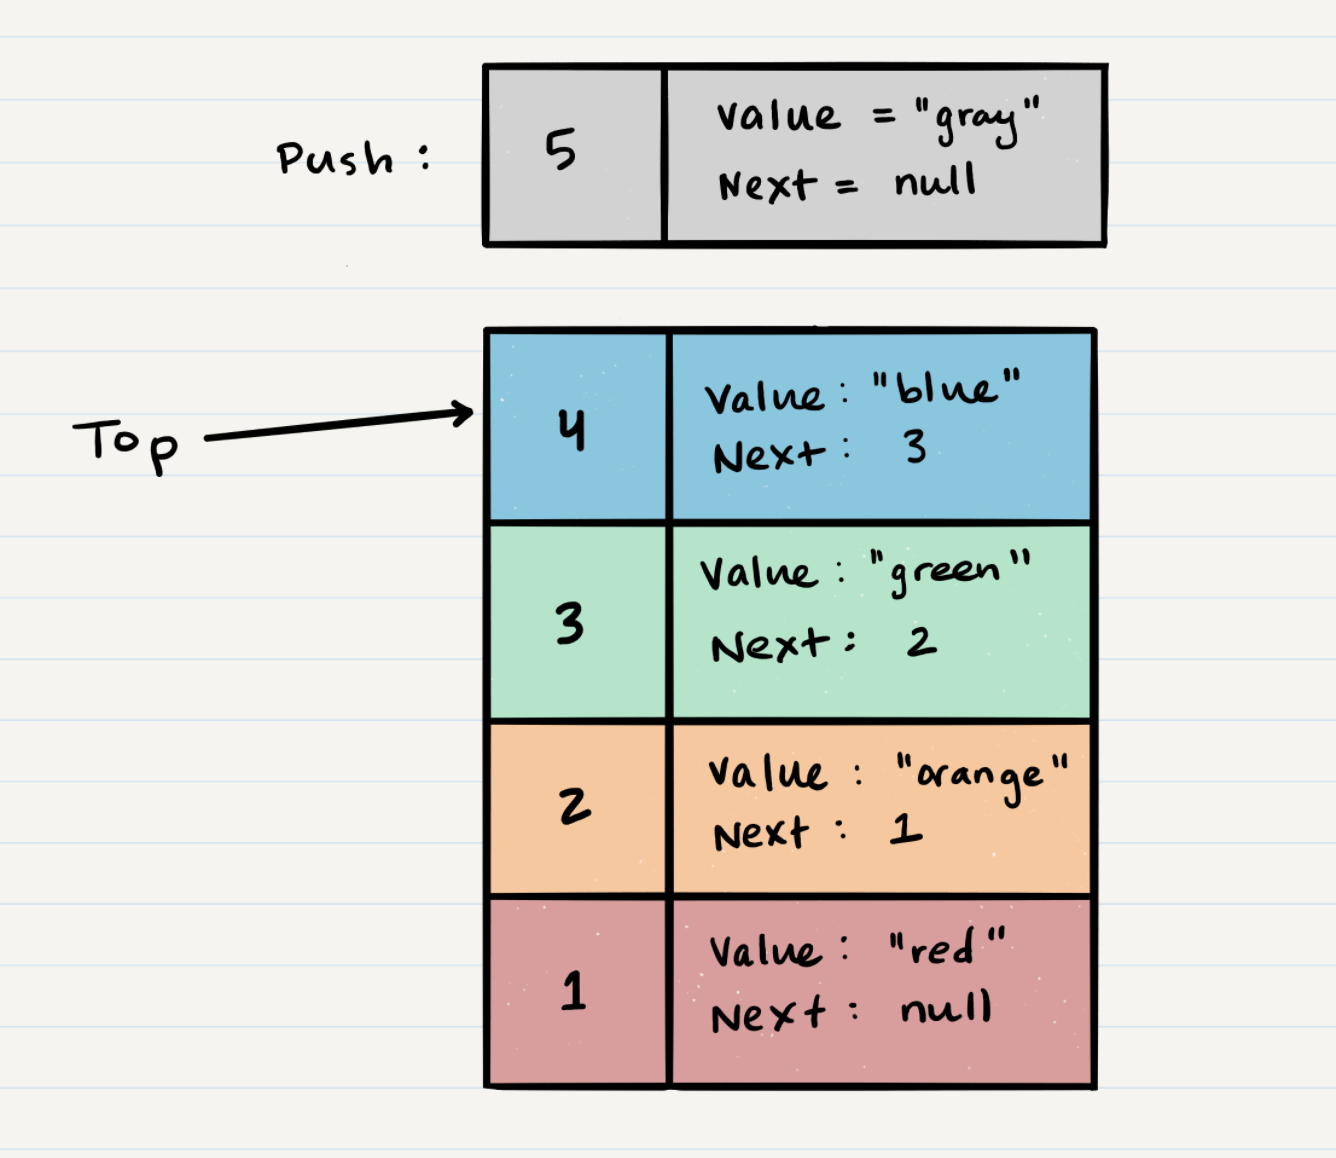 Push :
5
Value = "gray"
Next = null
Top
4
Value : "blue"
Next : 3
3
Value : "green"
Next : 2
2
Value : "orange"
Next : 1
1
Value : "red"
Next : null